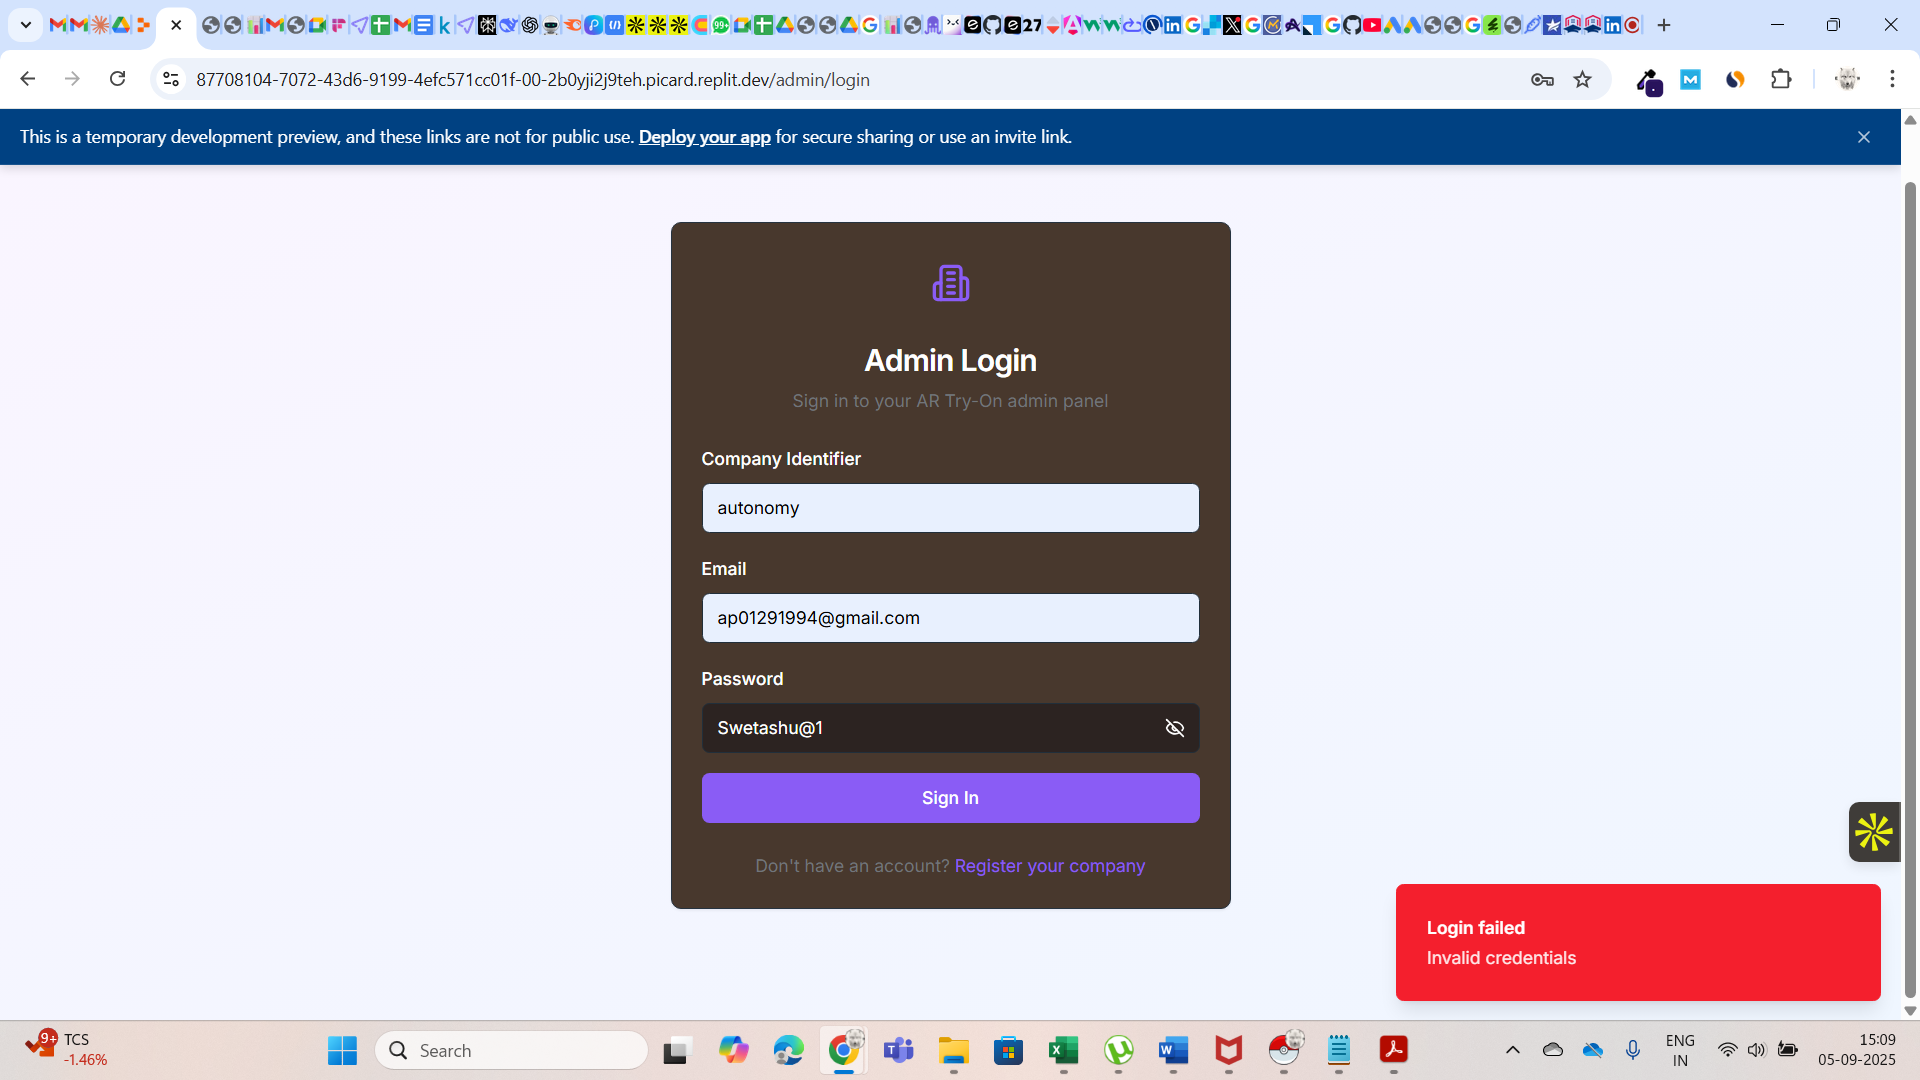 87708104-7072-43d6-9199-4efc571cc01f-00-2b0yji2j9teh.picard.replit.dev/admin/login
This is a temporary development preview, and these links are not for public use. Deploy your app for secure sharing or use an invite link.
Admin Login
Sign in to your AR Try-On admin panel
Company Identifier
autonomy
Email
ap01291994@gmail.com
Password
Swetashu@1
Sign In
Don't have an account? Register your company
Login failed
Invalid credentials
9+
TCS
-1.46%
Search
ENG
IN
15:09
05-09-2025